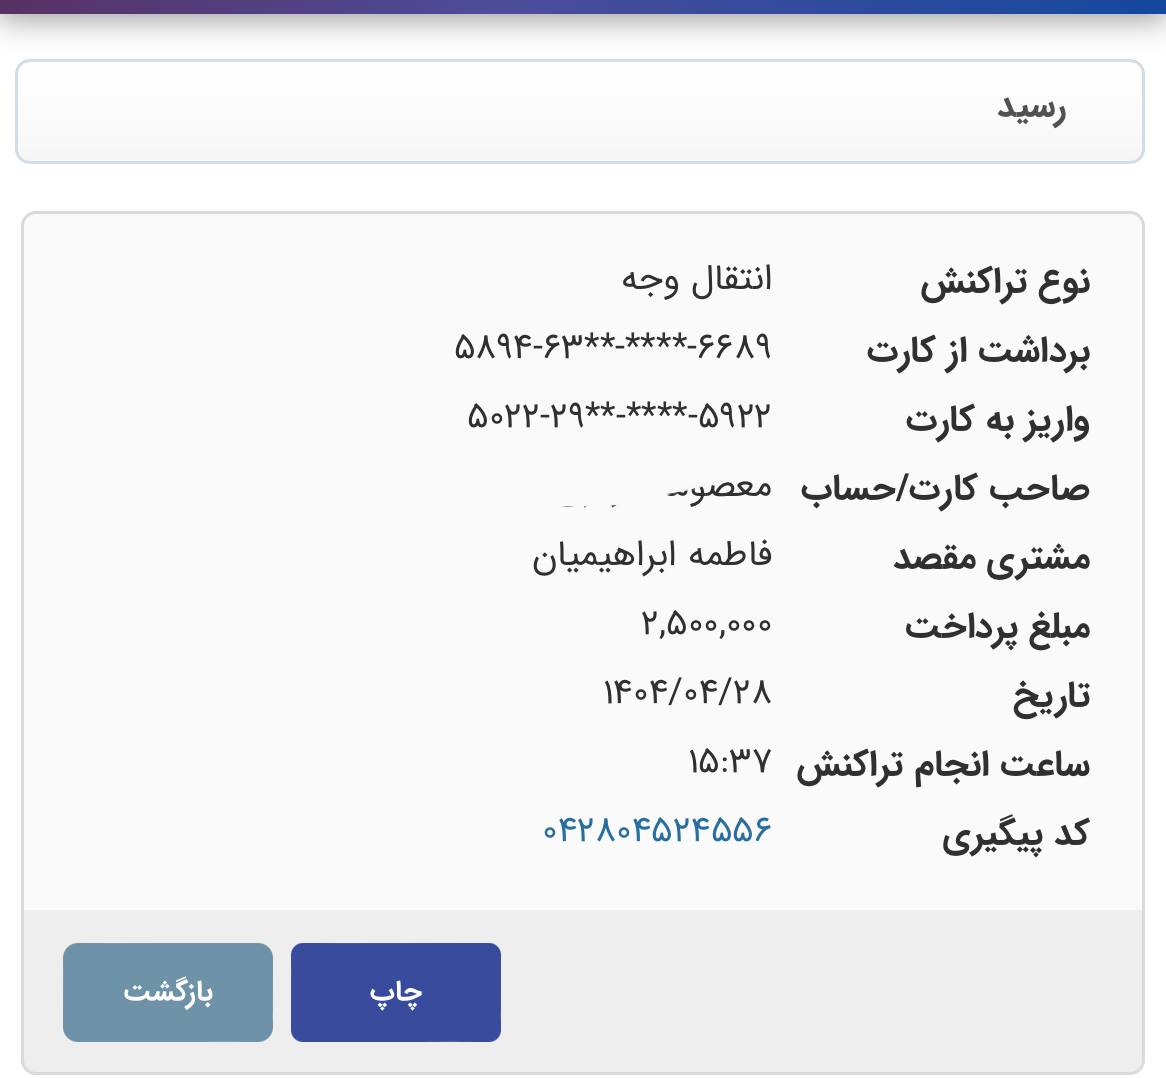 رسید
نوع تراکنش انتقال وجه
برداشت از کارت ۵۸۹۴-۶۳**-****-۶۶۸۹
واریز به کارت ۵۰۲۲-۲۹**-****-۵۹۲۲
صاحب کارت/حساب
مشتری مقصد فاطمه ابراهیمیان
مبلغ پرداخت ۲,۵۰۰,۰۰۰
تاریخ ۱۴۰۴/۰۴/۲۸
ساعت انجام تراکنش ۱۵:۳۷
کد پیگیری ۰۴۲۸۰۴۵۲۴۵۵۶
چاپ بازگشت